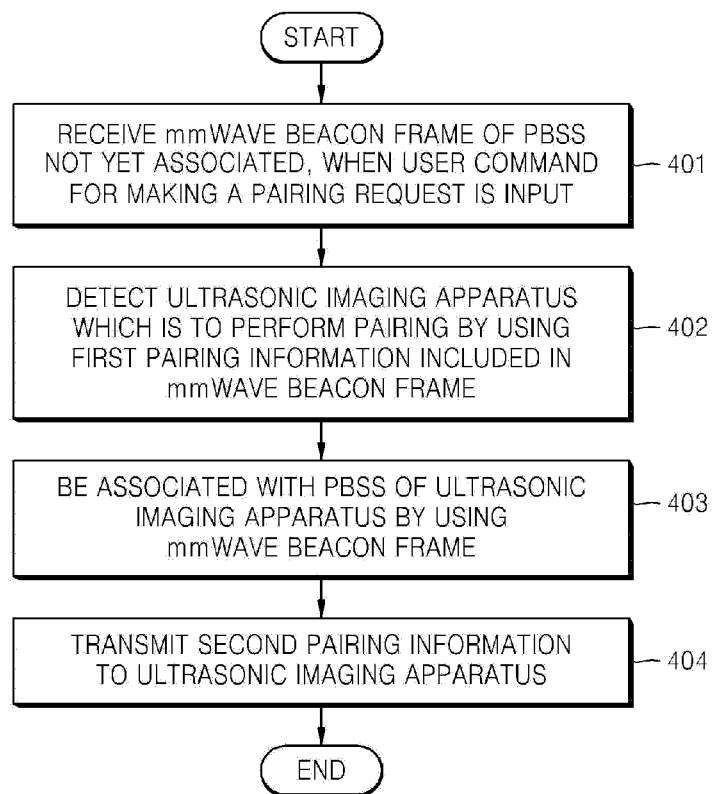 START
RECEIVE mmWAVE BEACON FRAME OF PBSS
NOT YET ASSOCIATED, WHEN USER COMMAND
FOR MAKING A PAIRING REQUEST IS INPUT
401
DETECT ULTRASONIC IMAGING APPARATUS
WHICH IS TO PERFORM PAIRING BY USING
FIRST PAIRING INFORMATION INCLUDED IN
mmWAVE BEACON FRAME
402
BE ASSOCIATED WITH PBSS OF ULTRASONIC
IMAGING APPARATUS BY USING
mmWAVE BEACON FRAME
403
TRANSMIT SECOND PAIRING INFORMATION
TO ULTRASONIC IMAGING APPARATUS
404
END